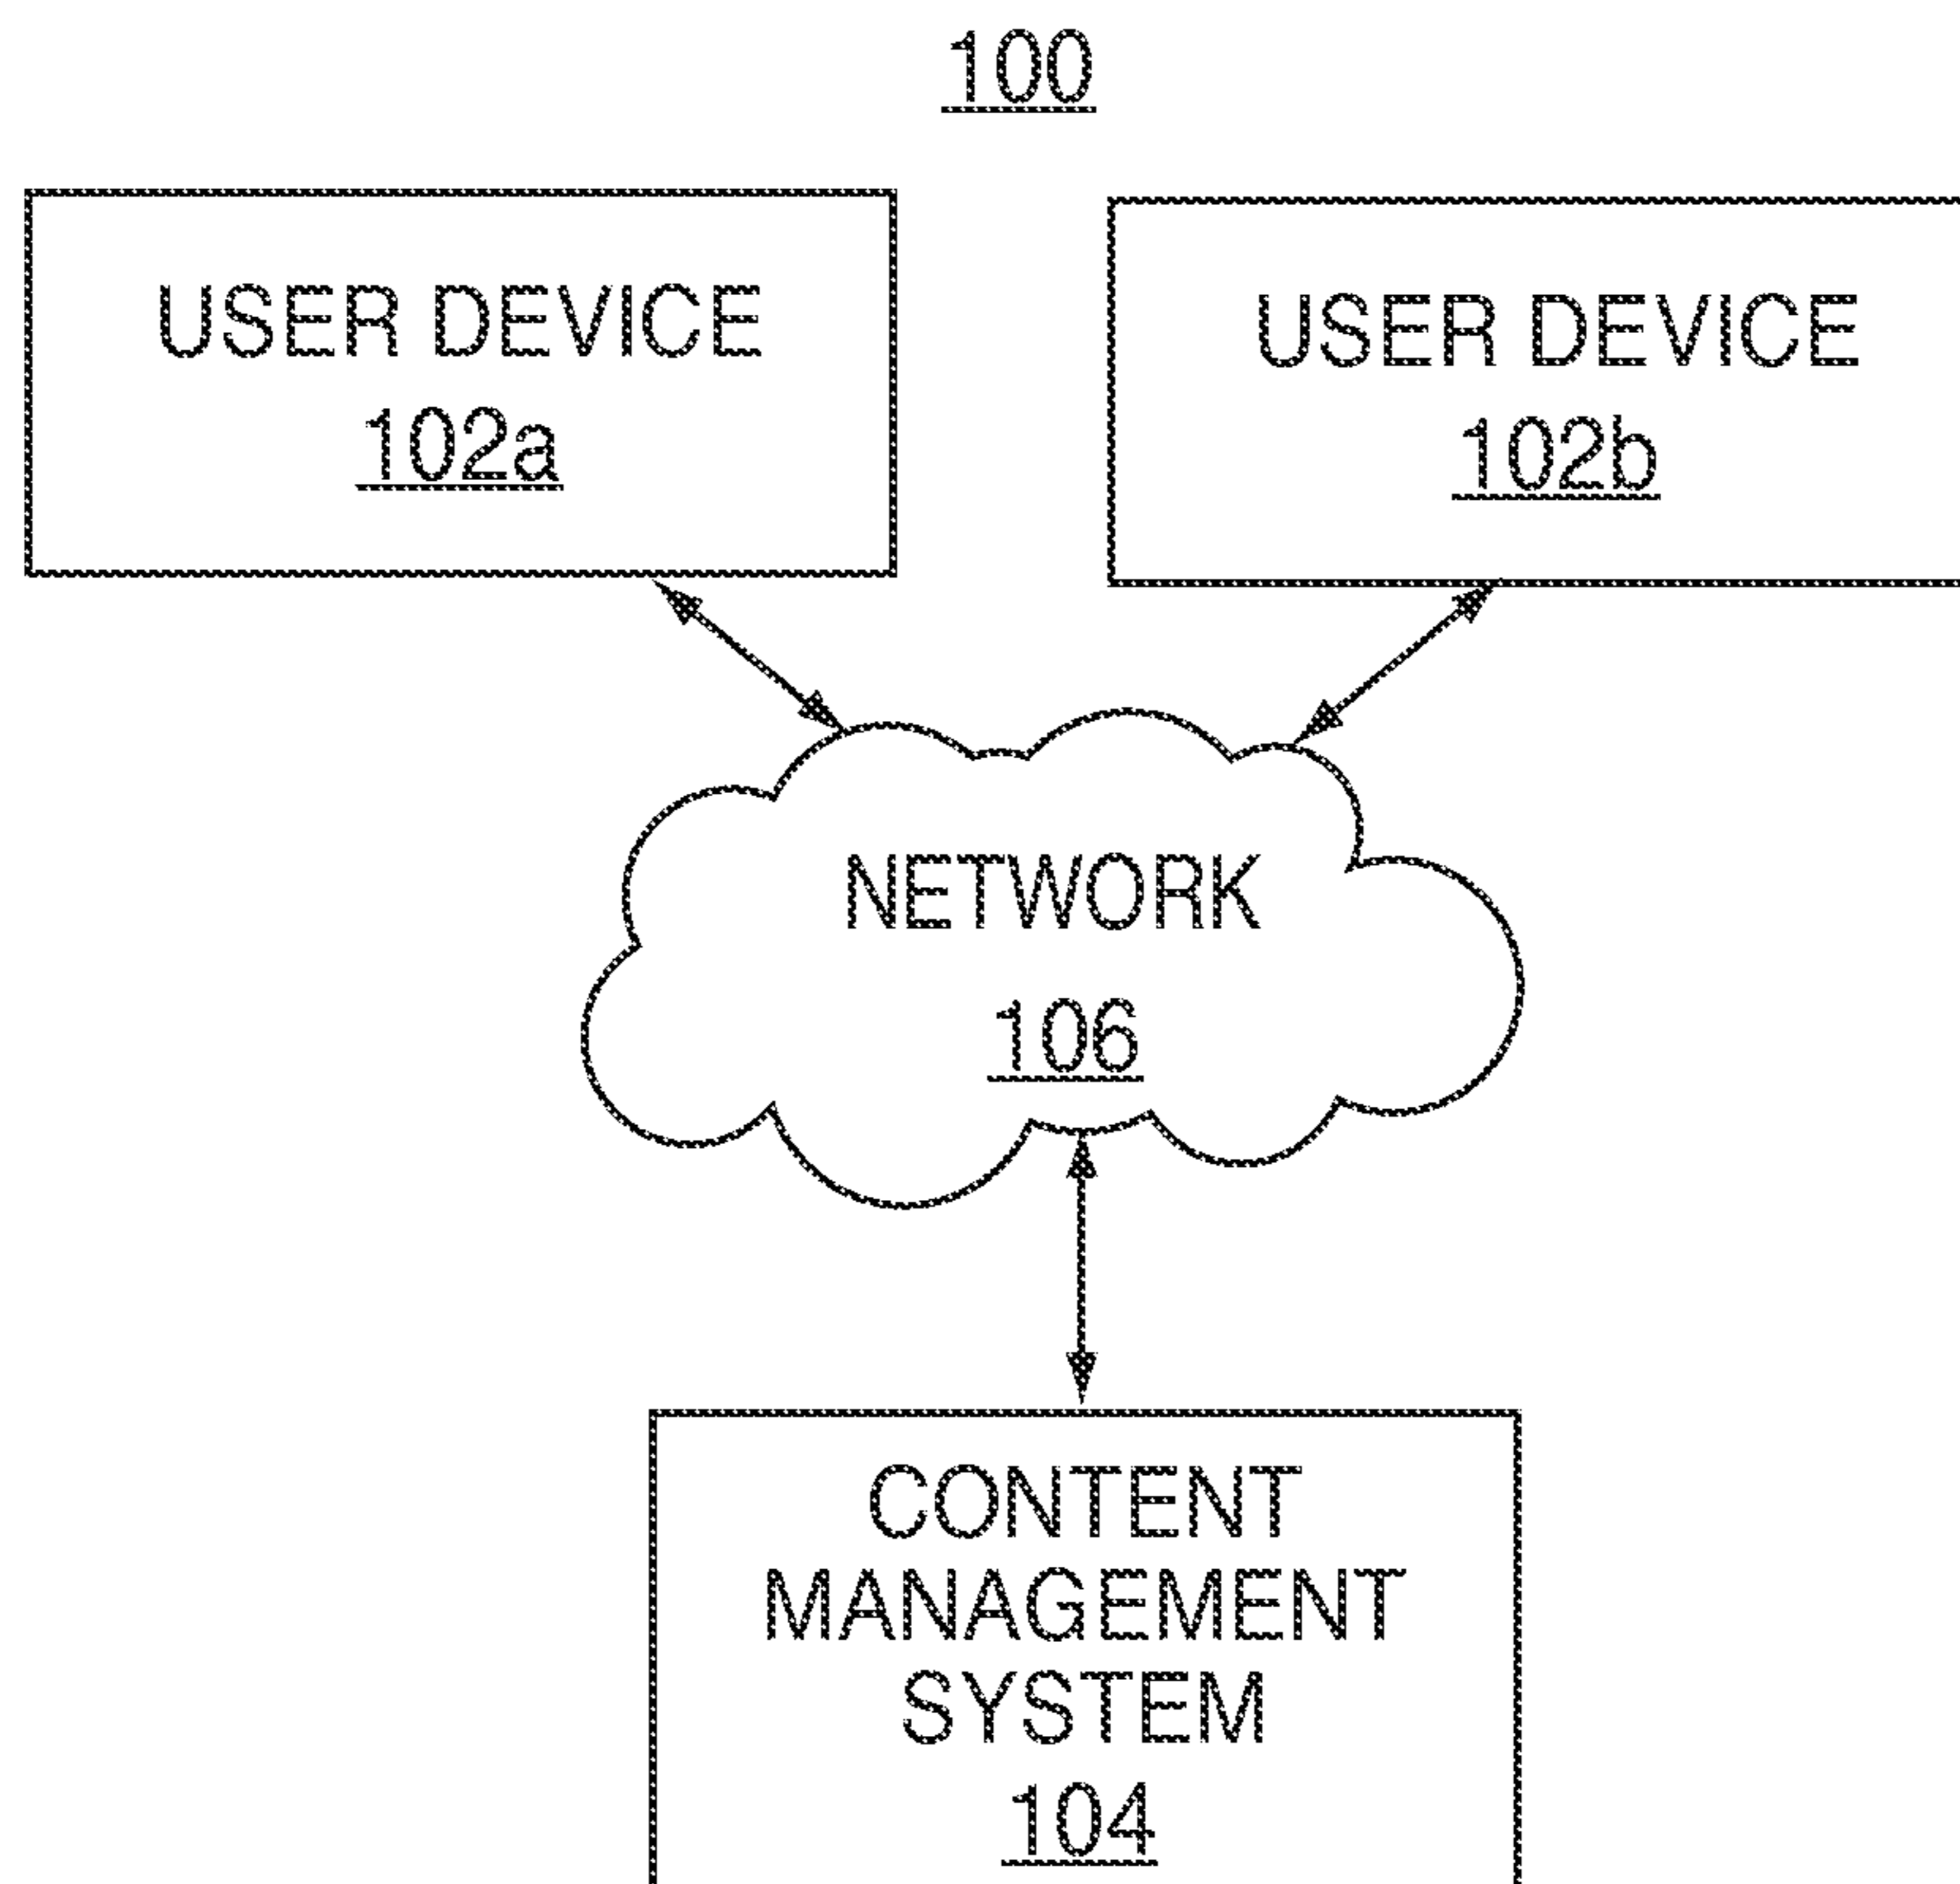 100
USER DEVICE
102a
USER DEVICE
102b
NETWORK
106
CONTENT
MANAGEMENT
SYSTEM
104